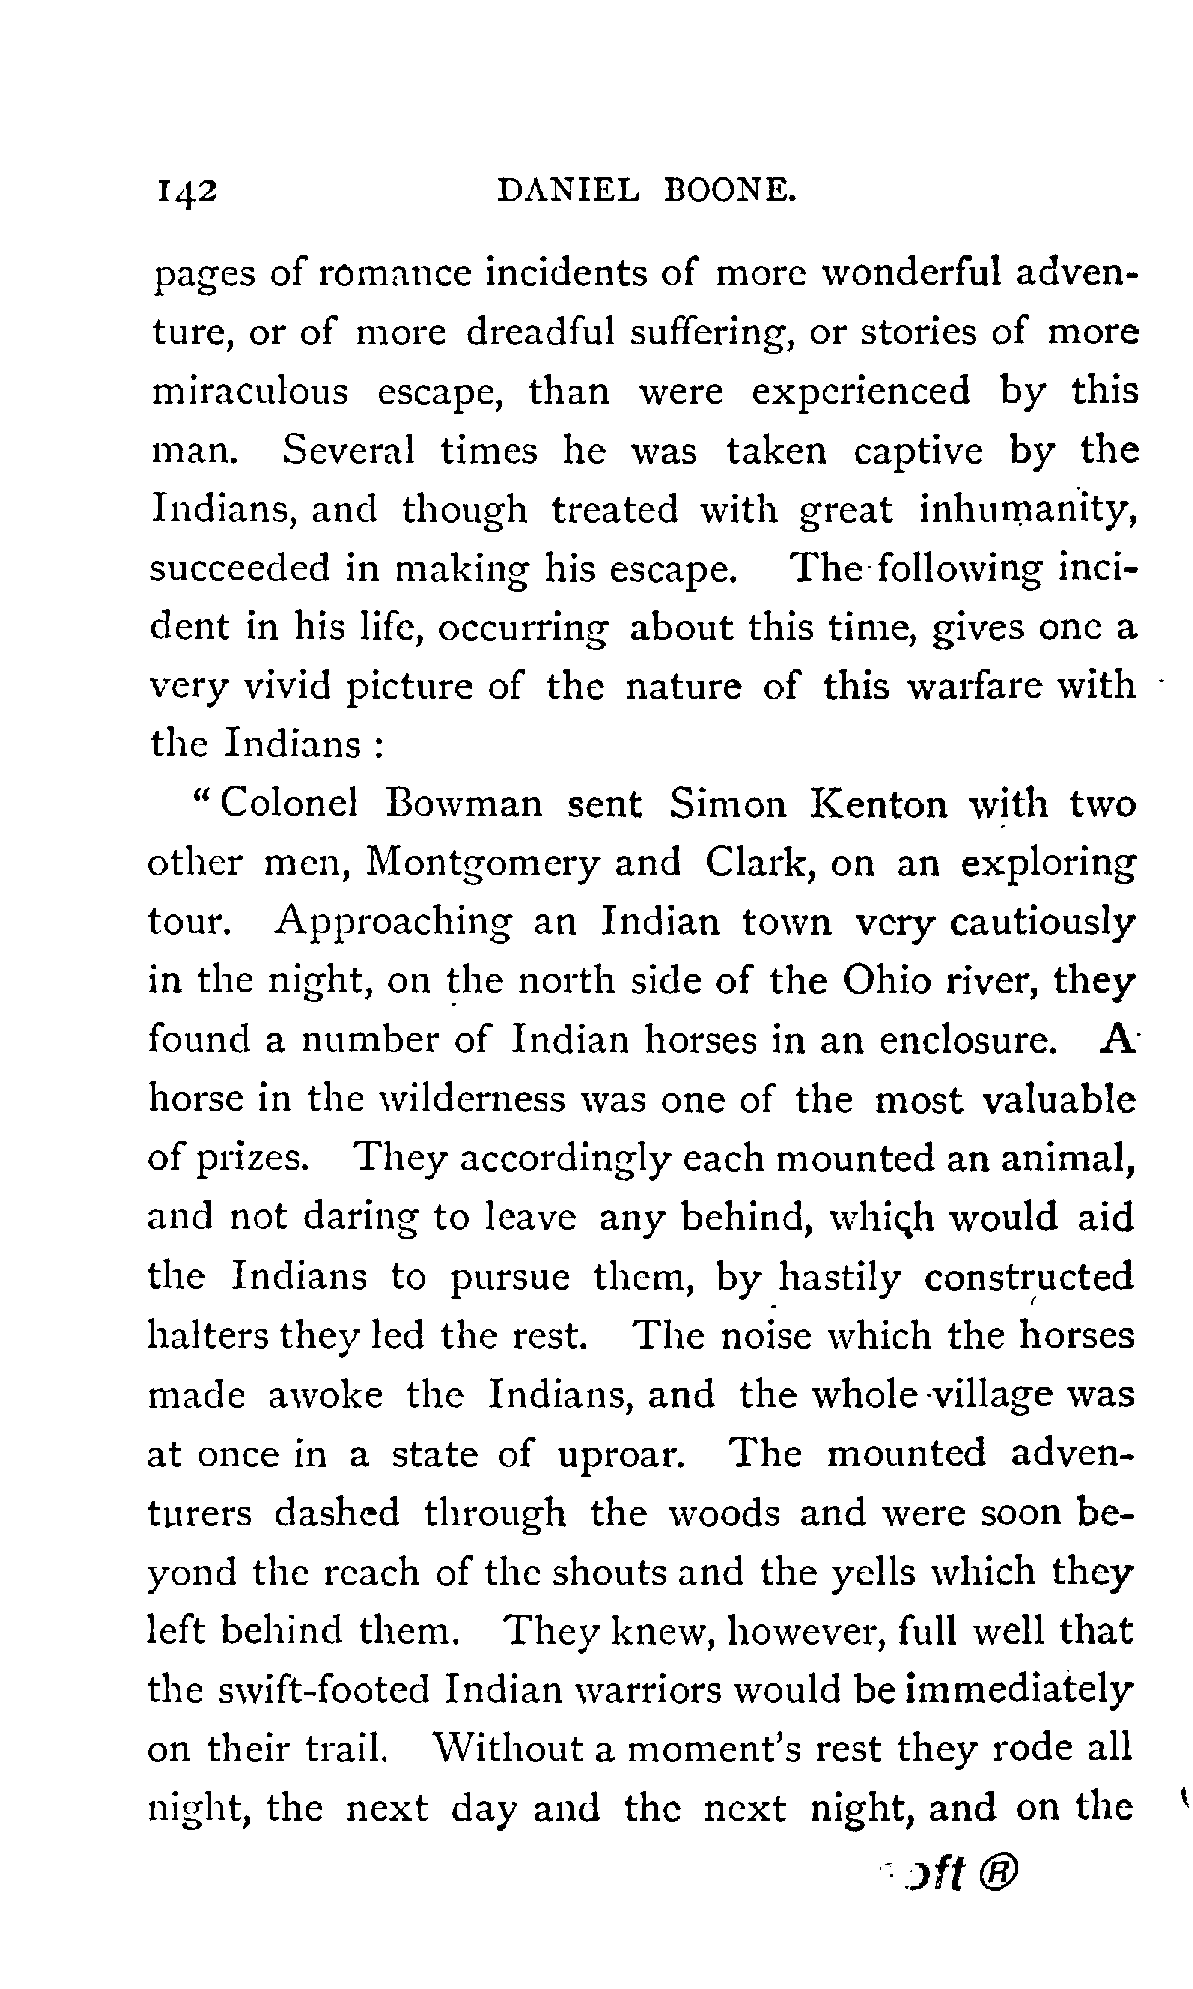 142 DANIEL BOONE.
pages of romance incidents of more wonderful adven-
ture, or of more dreadful suffering, or stories of more
miraculous escape, than were experienced by this
man. Several times he was taken captive by the
Indians, and though treated with great inhumanity,
succeeded in making his escape. The following inci-
dent in his life, occurring about this time, gives one a
very vivid picture of the nature of this warfare with
the Indians :
" Colonel Bowman sent Simon Kenton with two
other men, Montgomery and Clark, on an exploring
tour. Approaching an Indian town very cautiously
in the night, on the north side of the Ohio river, they
found a number of Indian horses in an enclosure. A
horse in the wilderness was one of the most valuable
of prizes. They accordingly each mounted an animal,
and not daring to leave any behind, which would aid
the Indians to pursue them, by hastily constructed
halters they led the rest. The noise which the horses
made awoke the Indians, and the whole village was
at once in a state of uproar. The mounted adven-
turers dashed through the woods and were soon be-
yond the reach of the shouts and the yells which they
left behind them. They knew, however, full well that
the swift-footed Indian warriors would be immediately
on their trail. Without a moment's rest they rode all
night, the next day and the next night, and on the
®